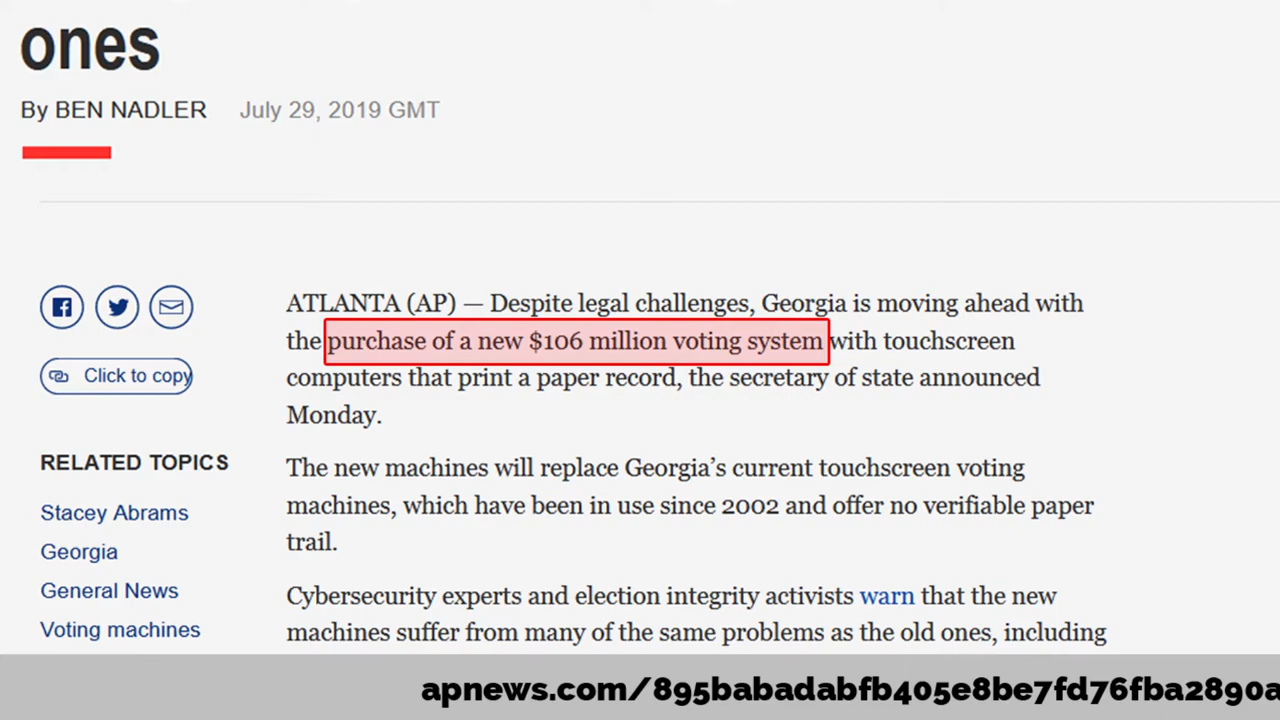 ones
By BEN NADLER July 29, 2019 GMT
ATLANTA (AP) — Despite legal challenges, Georgia is moving ahead with
the purchase of a new $106 million voting system with touchscreen
computers that print a paper record, the secretary of state announced
Monday.
Click to copy
RELATED TOPICS
Stacey Abrams
Georgia
General News
Voting machines
The new machines will replace Georgia’s current touchscreen voting
machines, which have been in use since 2002 and offer no verifiable paper
trail.
Cybersecurity experts and election integrity activists warn that the new
machines suffer from many of the same problems as the old ones, including
apnews.com/895babadabfb405e8be7fd76fba2890a